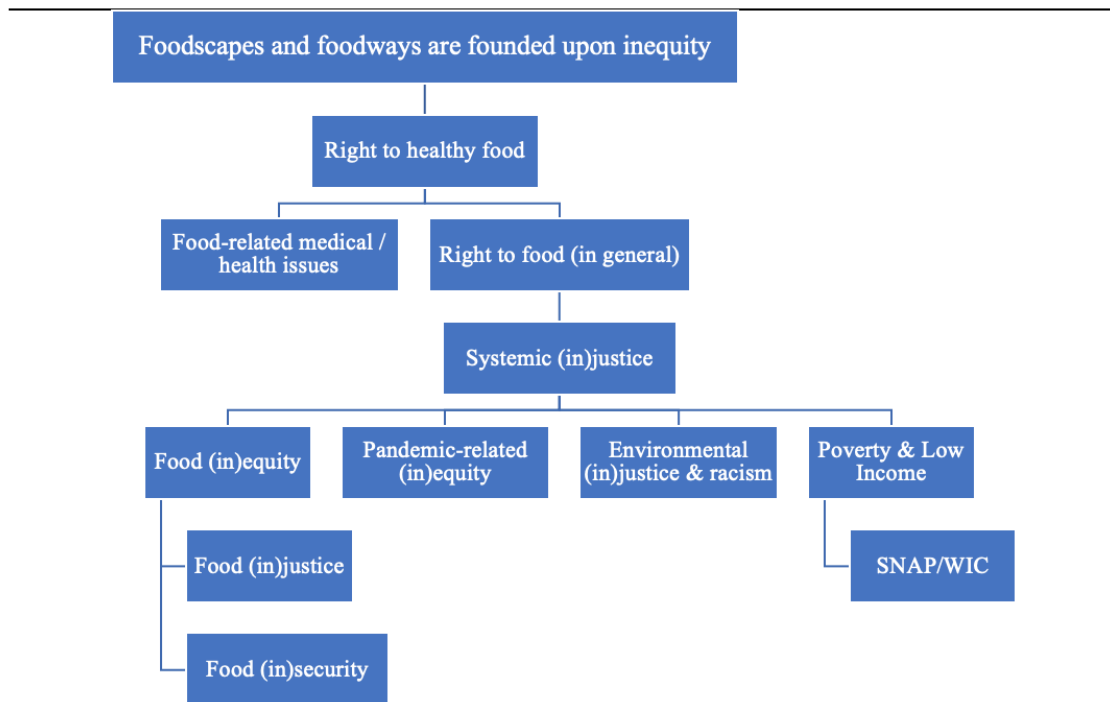 Foodscapes and foodways are founded upon inequity
Right to healthy food
Food-related medical /
health issues
Right to food (in general)
Systemic (in)justice
Food (in)equity
Pandemic-related
(in)equity
Environmental
(in)justice & racism
Poverty & Low
Income
Food (in)justice
SNAP/WIC
Food (in)security